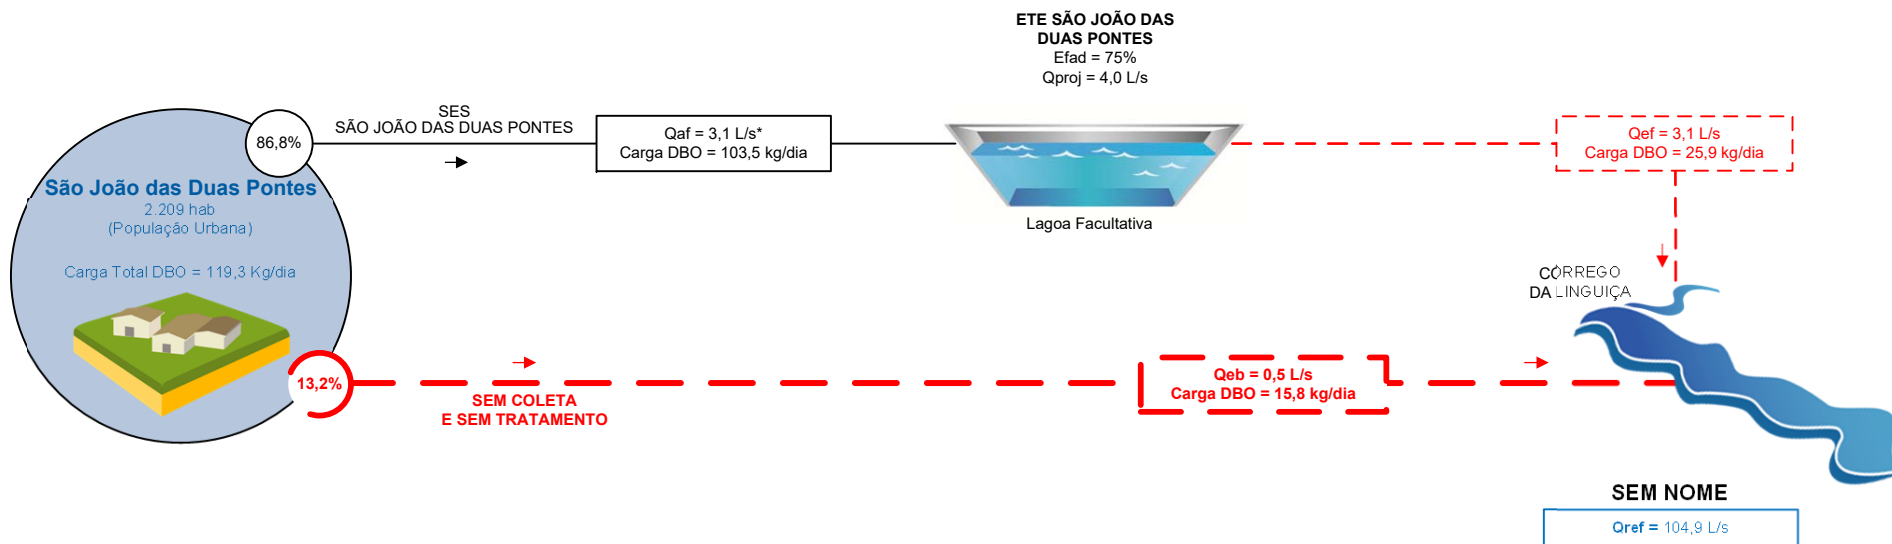 ETE SÃO JOÃO DAS
DUAS PONTES
Efad = 75%
Qproj = 4,0 L/s
86,8%
SES
SÃO JOÃO DAS DUAS PONTES
Qaf = 3,1 L/s*
Carga DBO = 103,5 kg/dia
Qef = 3,1 L/s
Carga DBO = 25,9 kg/dia
São João das Duas Pontes
2.209 hab
(População Urbana)
Carga Total DBO = 119,3 Kg/dia
Lagoa Facultativa
CÓRREGO
DA LINGUIÇA
13,2%
SEM COLETA
E SEM TRATAMENTO
Qeb = 0,5 L/s
Carga DBO = 15,8 kg/dia
SEM NOME
Qref = 104,9 L/s